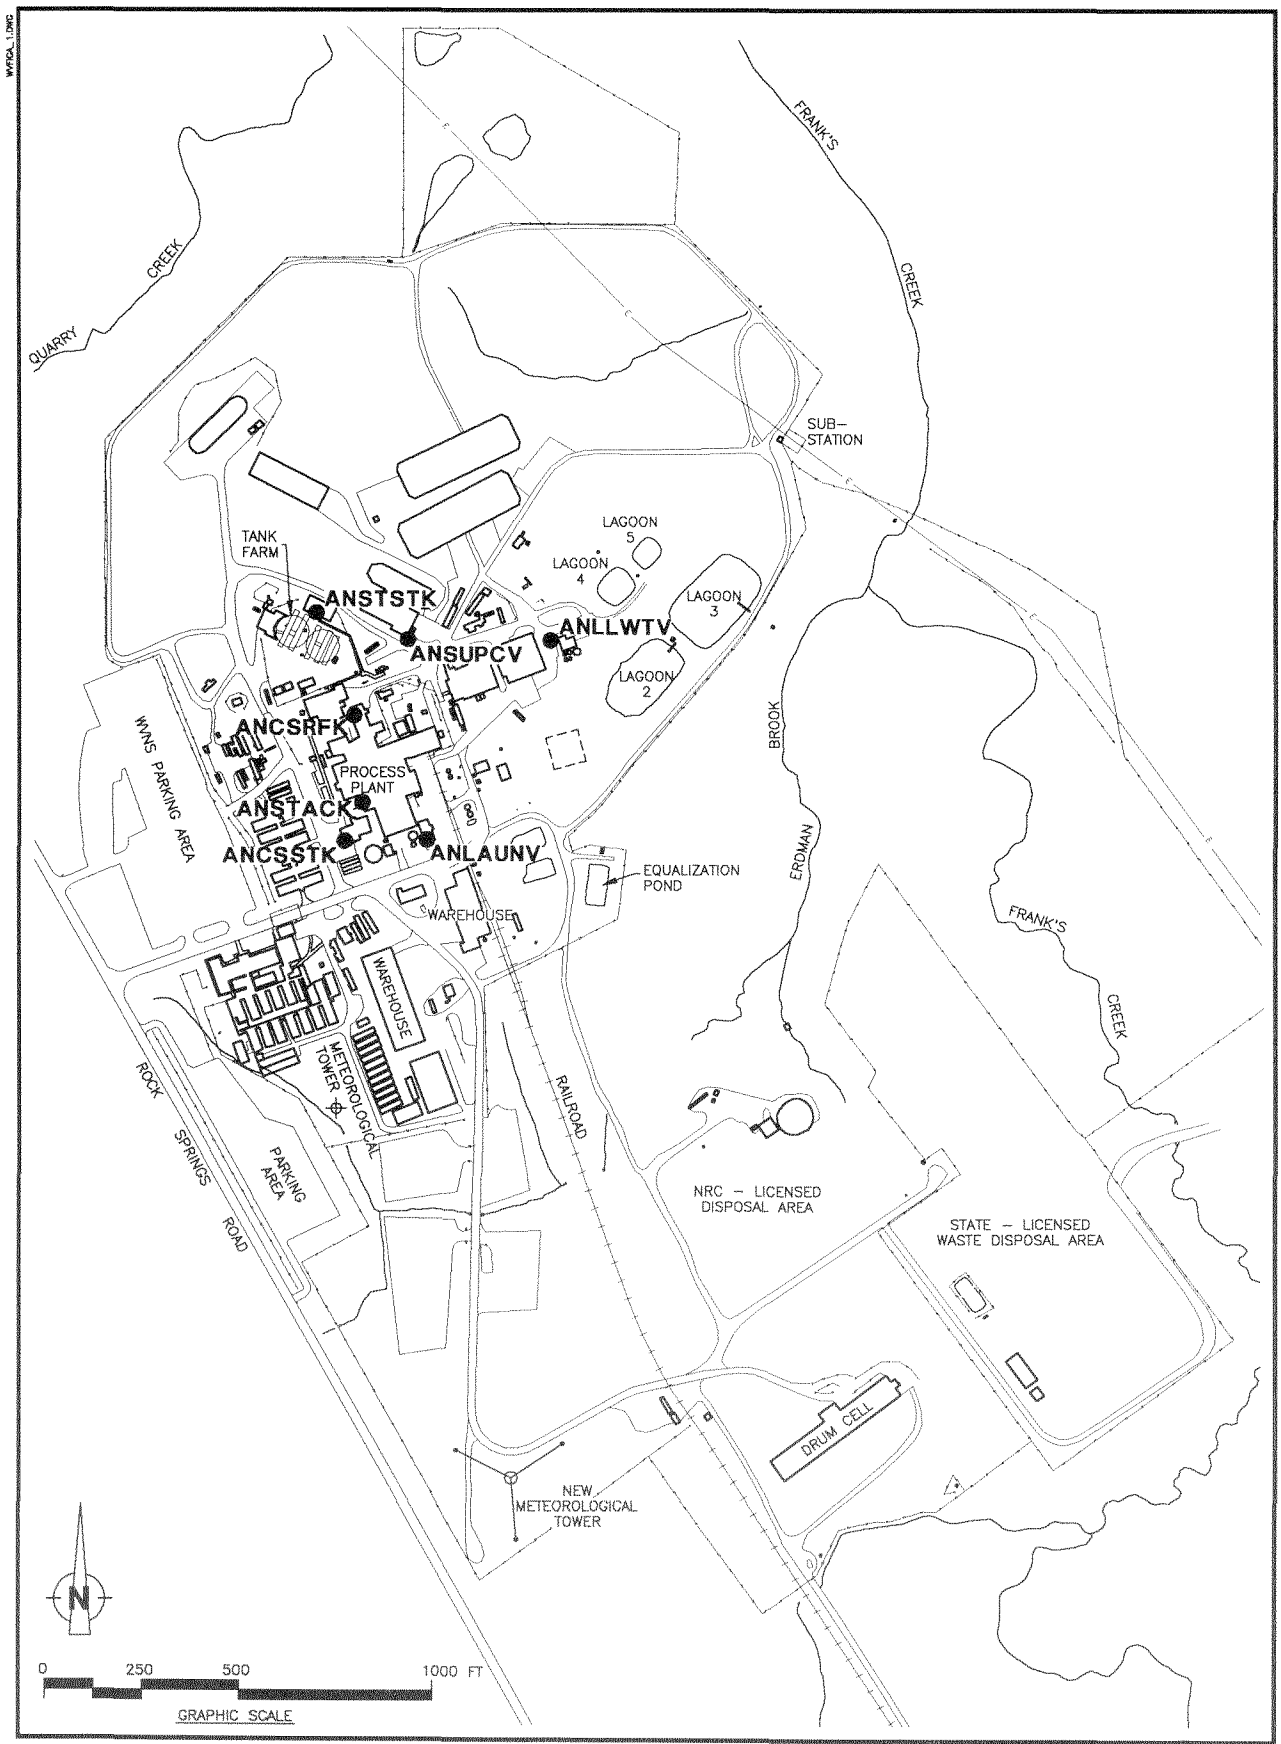 WVFIGA_1.DWG
FRANK'S
CREEK
CREEK
QUARRY
SUB-
STATION
LAGOON
5
TANK
FARM
LAGOON
4
LAGOON
3
ANSTSTK
ANLLWTV
ANSUPCV
LAGOON
2
ANCSRFK
BROOK
WVNS PARKING AREA
PROCESS
PLANT
ANSTACK
ANCSSTK
ANLAUNV
ERDMAN
EQUALIZATION
POND
WAREHOUSE
FRANK'S
WAREHOUSE
CREEK
METEOROLOGICAL
TOWER
ROCK
RAILROAD
SPRINGS
PARKING
AREA
NRC - LICENSED
DISPOSAL AREA
ROAD
STATE - LICENSED
WASTE DISPOSAL AREA
DRUM CELL
NEW
METEOROLOGICAL
TOWER
N
0 250 500 1000 FT
GRAPHIC SCALE